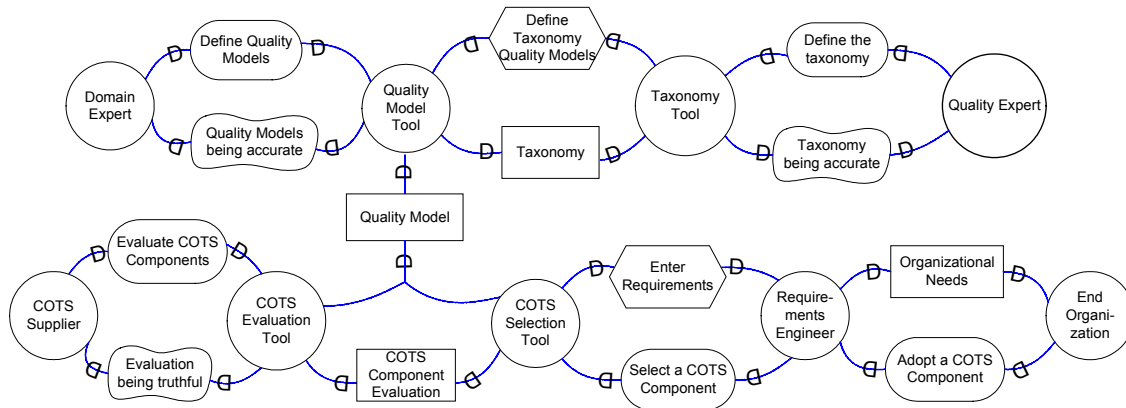 Define Quality
Models
Define
Taxonomy
Quality Models
Define the
taxonomy
Domain
Expert
Quality
Model
Tool
Taxonomy
Tool
Quality Expert
Quality Models
being accurate
Taxonomy
Taxonomy
being accurate
Quality Model
Evaluate COTS
Components
Enter
Requirements
Organizational
Needs
COTS
Supplier
COTS
Evaluation
Tool
COTS
Selection
Tool
Require-
ments
Engineer
End
Organi-
zation
Evaluation
being truthful
COTS
Component
Evaluation
Select a COTS
Component
Adopt a COTS
Component